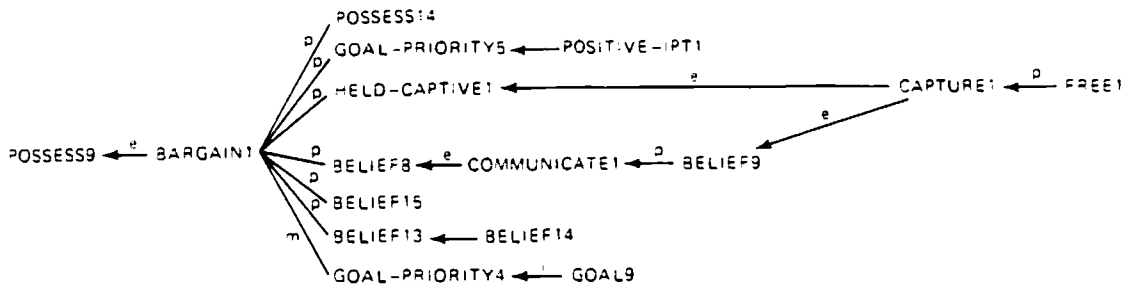 POSSESS14
p
GOAL-PRIORITY5 POSITIVE-IPT1
p
p HELD-CAPTIVE1 e CAPTURE1 p FREE1
e
POSSESS9 e BARGAIN1 p BELIEF8 e COMMUNICATE1 p BELIEF9
p
BELIEF15
p
BELIEF13 BELIEF14
m
GOAL-PRIORITY4 GOAL9